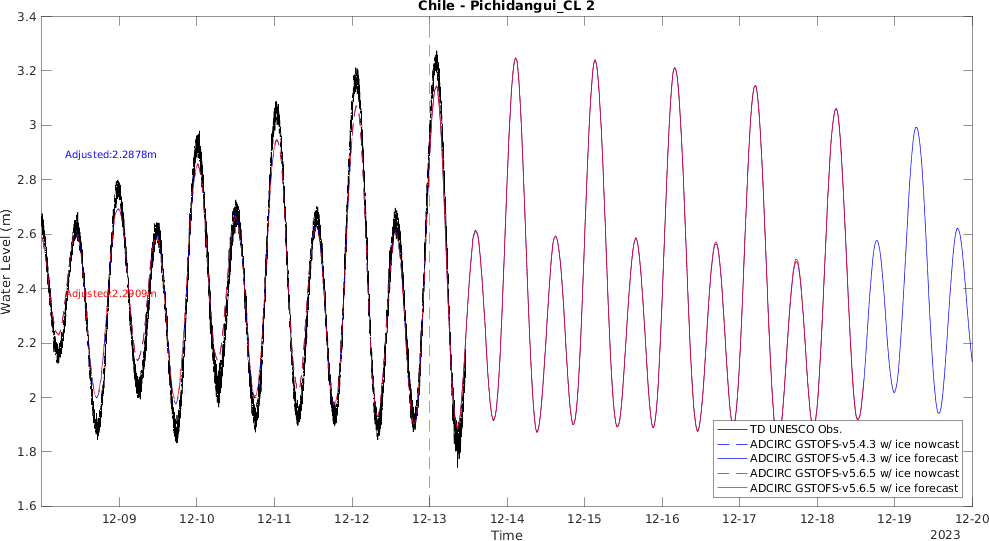 Chile - Pichidangui_CL 2
3.4
3.2
3
2.8
2.6
2.4
2.2
2
1.8
1.6
Water Level (m)
Adjusted:2.2878m
Adjusted:2.2909m
TD UNESCO Obs.
ADCIRC GSTOFS-v5.4.3 w/ ice nowcast
ADCIRC GSTOFS-v5.4.3 w/ ice forecast
ADCIRC GSTOFS-v5.6.5 w/ ice nowcast
ADCIRC GSTOFS-v5.6.5 w/ ice forecast
12-09 12-10 12-11 12-12 12-13 12-14 12-15 12-16 12-17 12-18 12-19 12-20
Time
2023